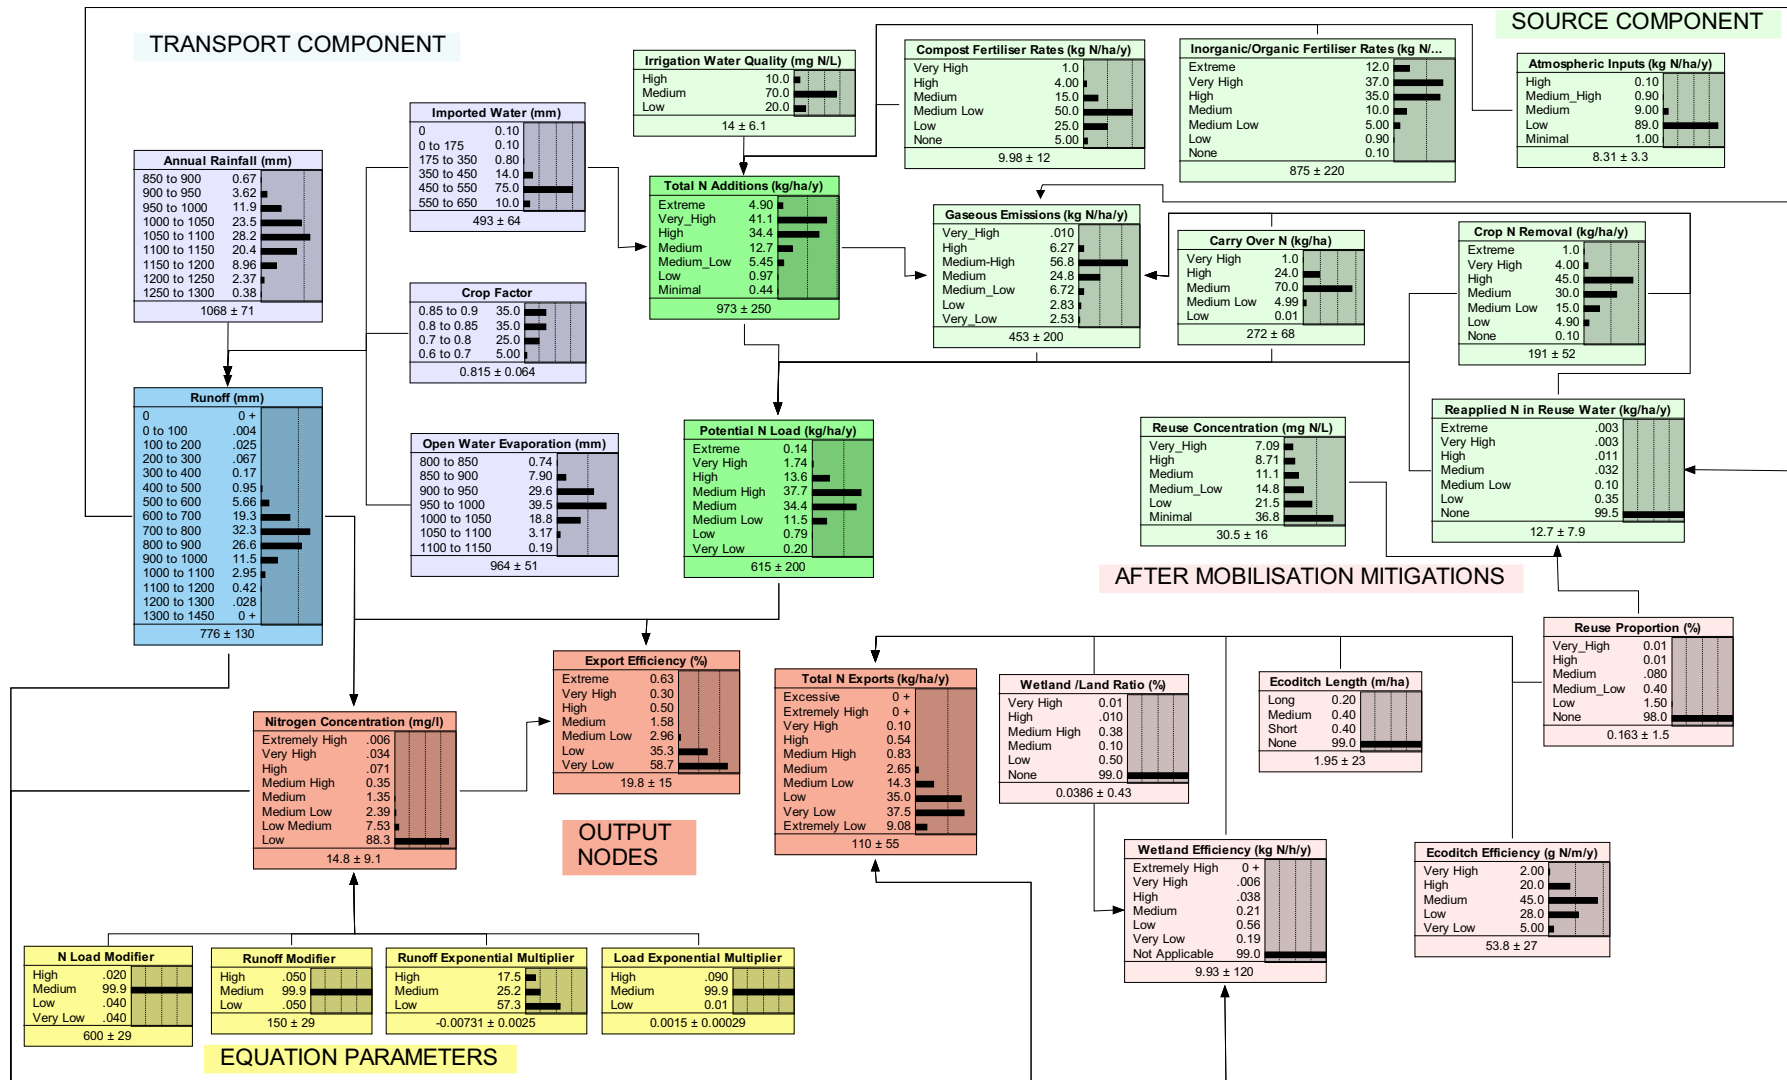 TRANSPORT COMPONENT
SOURCE COMPONENT
Irrigation Water Quality (mg N/L)
High 10.0
Medium 70.0
Low 20.0
14 ± 6.1
Compost Fertiliser Rates (kg N/ha/y)
Very High 1.0
High 4.00
Medium 15.0
Medium Low 50.0
Low 25.0
None 5.00
9.98 ± 12
Inorganic/Organic Fertiliser Rates (kg N/...
Extreme 12.0
Very High 37.0
High 35.0
Medium 10.0
Medium Low 5.00
Low 0.90
None 0.10
875 ± 220
Atmospheric Inputs (kg N/ha/y)
High 0.10
Medium_High 0.90
Medium 9.00
Low 89.0
Minimal 1.00
8.31 ± 3.3
Annual Rainfall (mm)
850 to 900 0.67
900 to 950 3.62
950 to 1000 11.9
1000 to 1050 23.5
1050 to 1100 28.2
1100 to 1150 20.4
1150 to 1200 8.96
1200 to 1250 2.37
1250 to 1300 0.38
1068 ± 71
Imported Water (mm)
0 0.10
0 to 175 0.10
175 to 350 0.80
350 to 450 14.0
450 to 550 75.0
550 to 650 10.0
493 ± 64
Total N Additions (kg/ha/y)
Extreme 4.90
Very_High 41.1
High 34.4
Medium 12.7
Medium_Low 5.45
Low 0.97
Minimal 0.44
973 ± 250
Gaseous Emissions (kg N/ha/y)
Very_High .010
High 6.27
Medium-High 56.8
Medium 24.8
Medium_Low 6.72
Low 2.83
Very_Low 2.53
453 ± 200
Carry Over N (kg/ha)
Very High 1.0
High 24.0
Medium 70.0
Medium Low 4.99
Low 0.01
272 ± 68
Crop N Removal (kg/ha/y)
Extreme 1.0
Very High 4.00
High 45.0
Medium 30.0
Medium Low 15.0
Low 4.90
None 0.10
191 ± 52
Crop Factor
0.85 to 0.9 35.0
0.8 to 0.85 35.0
0.7 to 0.8 25.0
0.6 to 0.7 5.00
0.815 ± 0.064
Runoff (mm)
0 0 +
0 to 100 .004
100 to 200 .025
200 to 300 .067
300 to 400 0.17
400 to 500 0.95
500 to 600 5.66
600 to 700 19.3
700 to 800 32.3
800 to 900 26.6
900 to 1000 11.5
1000 to 1100 2.95
1100 to 1200 0.42
1200 to 1300 .028
1300 to 1450 0 +
776 ± 130
Open Water Evaporation (mm)
800 to 850 0.74
850 to 900 7.90
900 to 950 29.6
950 to 1000 39.5
1000 to 1050 18.8
1050 to 1100 3.17
1100 to 1150 0.19
964 ± 51
Potential N Load (kg/ha/y)
Extreme 0.14
Very High 1.74
High 13.6
Medium High 37.7
Medium 34.4
Medium Low 11.5
Low 0.79
Very Low 0.20
615 ± 200
Reuse Concentration (mg N/L)
Very_High 7.09
High 8.71
Medium 11.1
Medium_Low 14.8
Low 21.5
Minimal 36.8
30.5 ± 16
Reapplied N in Reuse Water (kg/ha/y)
Extreme .003
Very High .003
High .011
Medium .032
Medium Low 0.10
Low 0.35
None 99.5
12.7 ± 7.9
AFTER MOBILISATION MITIGATIONS
Reuse Proportion (%)
Very_High 0.01
High 0.01
Medium .080
Medium_Low 0.40
Low 1.50
None 98.0
0.163 ± 1.5
Export Efficiency (%)
Extreme 0.63
Very High 0.30
High 0.50
Medium 1.58
Medium Low 2.96
Low 35.3
Very Low 58.7
19.8 ± 15
Total N Exports (kg/ha/y)
Excessive 0 +
Extremely High 0 +
Very High 0.10
High 0.54
Medium High 0.83
Medium 2.65
Medium Low 14.3
Low 35.0
Very Low 37.5
Extremely Low 9.08
110 ± 55
Wetland /Land Ratio (%)
Very High 0.01
High .010
Medium High 0.38
Medium 0.10
Low 0.50
None 99.0
0.0386 ± 0.43
Ecoditch Length (m/ha)
Long 0.20
Medium 0.40
Short 0.40
None 99.0
1.95 ± 23
Nitrogen Concentration (mg/l)
Extremely High .006
Very High .034
High .071
Medium High 0.35
Medium 1.35
Medium Low 2.39
Low Medium 7.53
Low 88.3
14.8 ± 9.1
OUTPUT
NODES
Wetland Efficiency (kg N/h/y)
Extremely High 0 +
Very High .006
High .038
Medium 0.21
Low 0.56
Very Low 0.19
Not Applicable 99.0
9.93 ± 120
Ecoditch Efficiency (g N/m/y)
Very High 2.00
High 20.0
Medium 45.0
Low 28.0
Very Low 5.00
53.8 ± 27
N Load Modifier
High .020
Medium 99.9
Low .040
Very Low .040
600 ± 29
Runoff Modifier
High .050
Medium 99.9
Low .050
150 ± 29
Runoff Exponential Multiplier
High 17.5
Medium 25.2
Low 57.3
-0.00731 ± 0.0025
Load Exponential Multiplier
High .090
Medium 99.9
Low 0.01
0.0015 ± 0.00029
EQUATION PARAMETERS